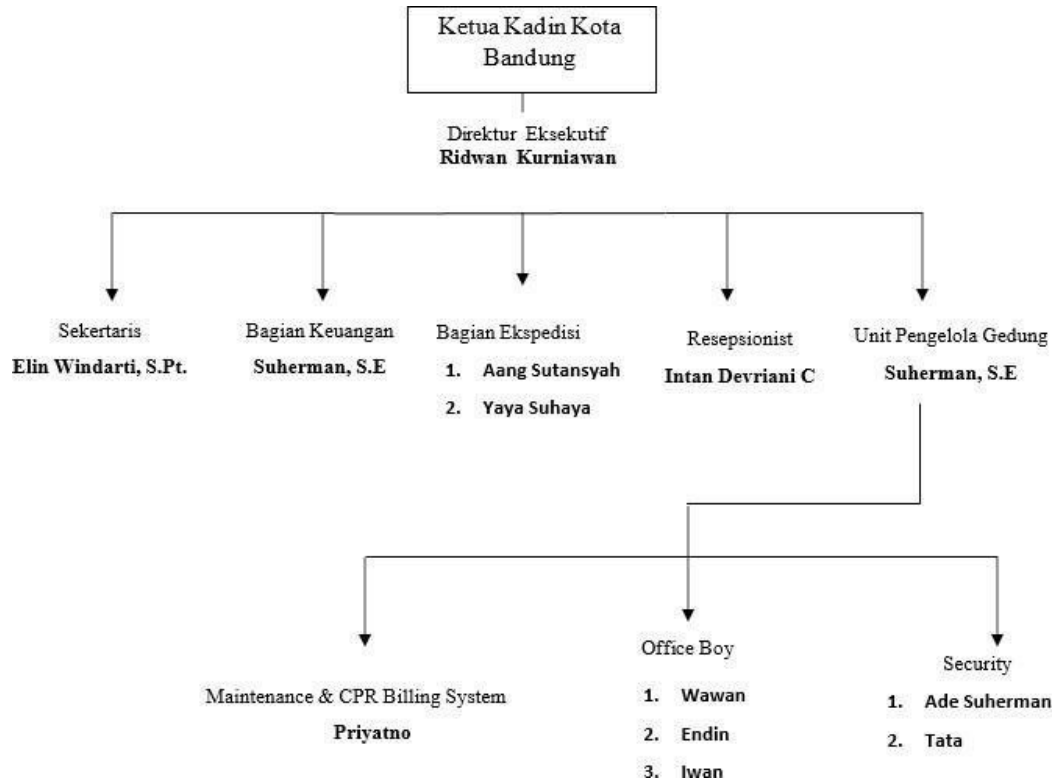 Ketua Kadin Kota
Bandung
Direktur Eksekutif
Ridwan Kurniawan
Sekertaris
Elin Windarti, S.Pt.
Bagian Keuangan
Suherman, S.E
Bagian Ekspedisi
1. Aang Sutansyah
2. Yaya Suhaya
Resepsionist
Intan Devriani C
Unit Pengelola Gedung
Suherman, S.E
Maintenance & CPR Billing System
Priyatno
Office Boy
1. Wawan
2. Endin
3. Iwan
Security
1. Ade Suherman
2. Tata